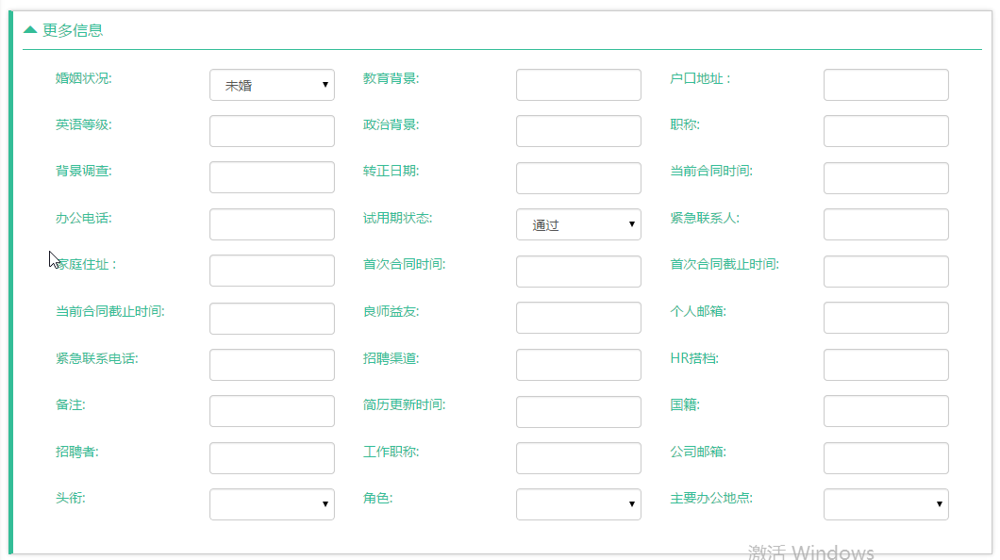 更多信息
婚姻状况: 未婚 教育背景: 户口地址 :
英语等级: 政治背景: 职称:
背景调查: 转正日期: 当前合同时间:
办公电话: 试用期状态: 通过 紧急联系人:
家庭住址 : 首次合同时间: 首次合同截止时间:
当前合同截止时间: 良师益友: 个人邮箱:
紧急联系电话: 招聘渠道: HR搭档:
备注: 简历更新时间: 国籍:
招聘者: 工作职称: 公司邮箱:
头衔: 角色: 主要办公地点:
激活 Windows